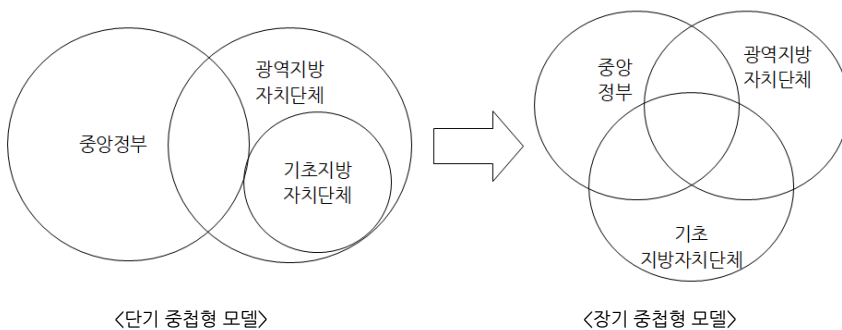 중앙정부
광역지방
자치단체
기초지방
자치단체
<단기 중첩형 모델>
중앙
정부
광역지방
자치단체
기초
지방자치단체
<장기 중첩형 모델>